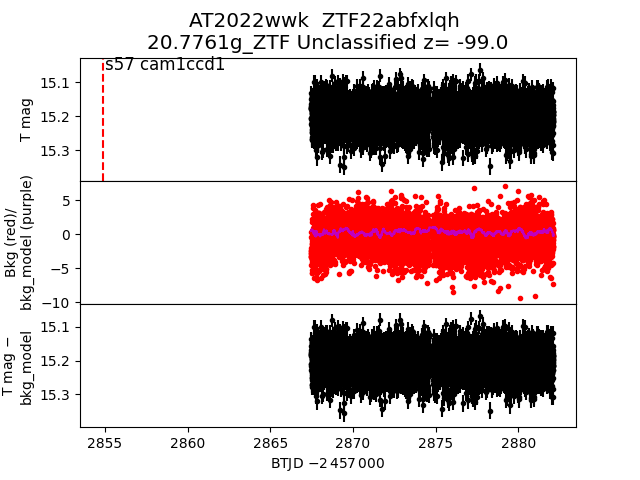 AT2022wwk  ZTF22abfxlqh
20.7761g_ZTF Unclassified z= -99.0
s57 cam1ccd1
T mag
15.1
15.2
15.3
Bkg (red)/
bkg_model (purple)
5
0
−5
−10
T mag −
bkg_model
15.1
15.2
15.3
2855 2860 2865 2870 2875 2880
BTJD −2 457 000